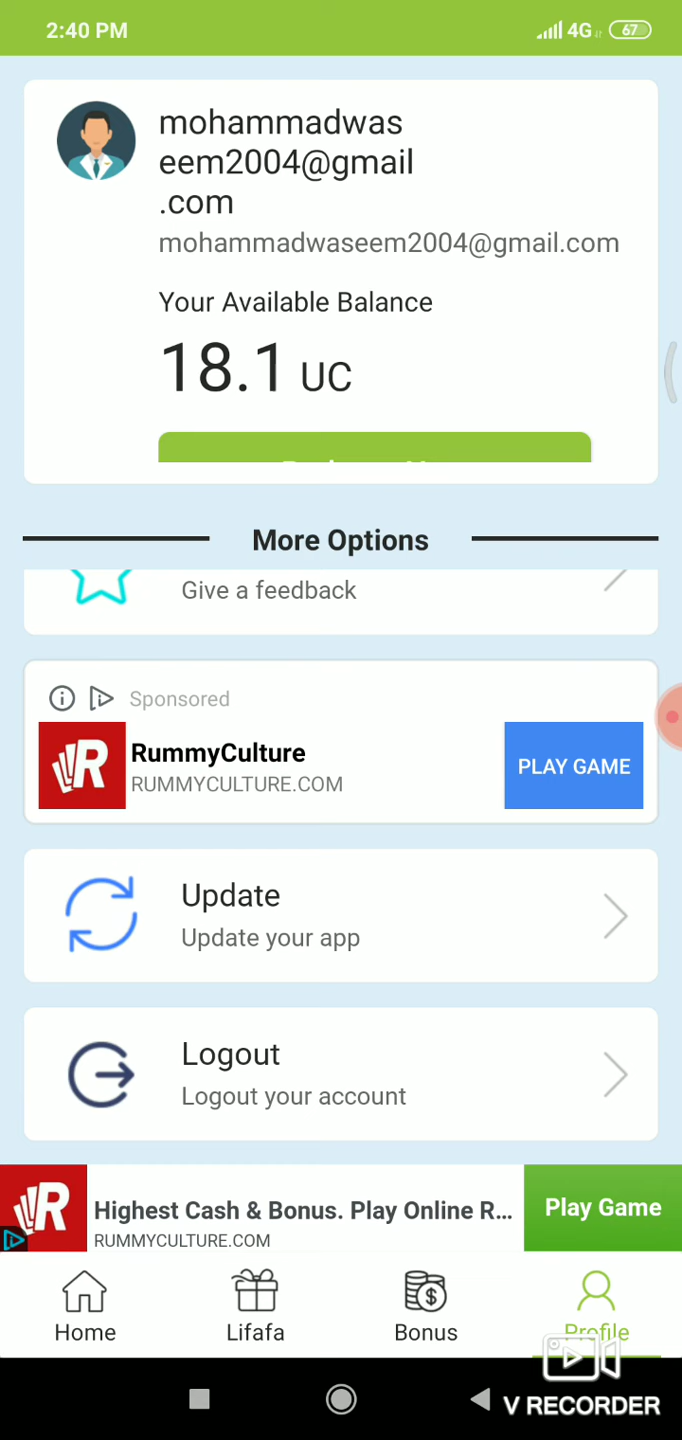 2:40 PM
4G
67
mohammadwas
eem2004@gmail
.com
mohammadwaseem2004@gmail.com
Your Available Balance
18.1 UC
More Options
Give a feedback
Sponsored
RummyCulture
RUMMYCULTURE.COM
PLAY GAME
Update
Update your app
Logout
Logout your account
Highest Cash & Bonus. Play Online R...
RUMMYCULTURE.COM
Play Game
Home
Lifafa
Bonus
Profile
V RECORDER